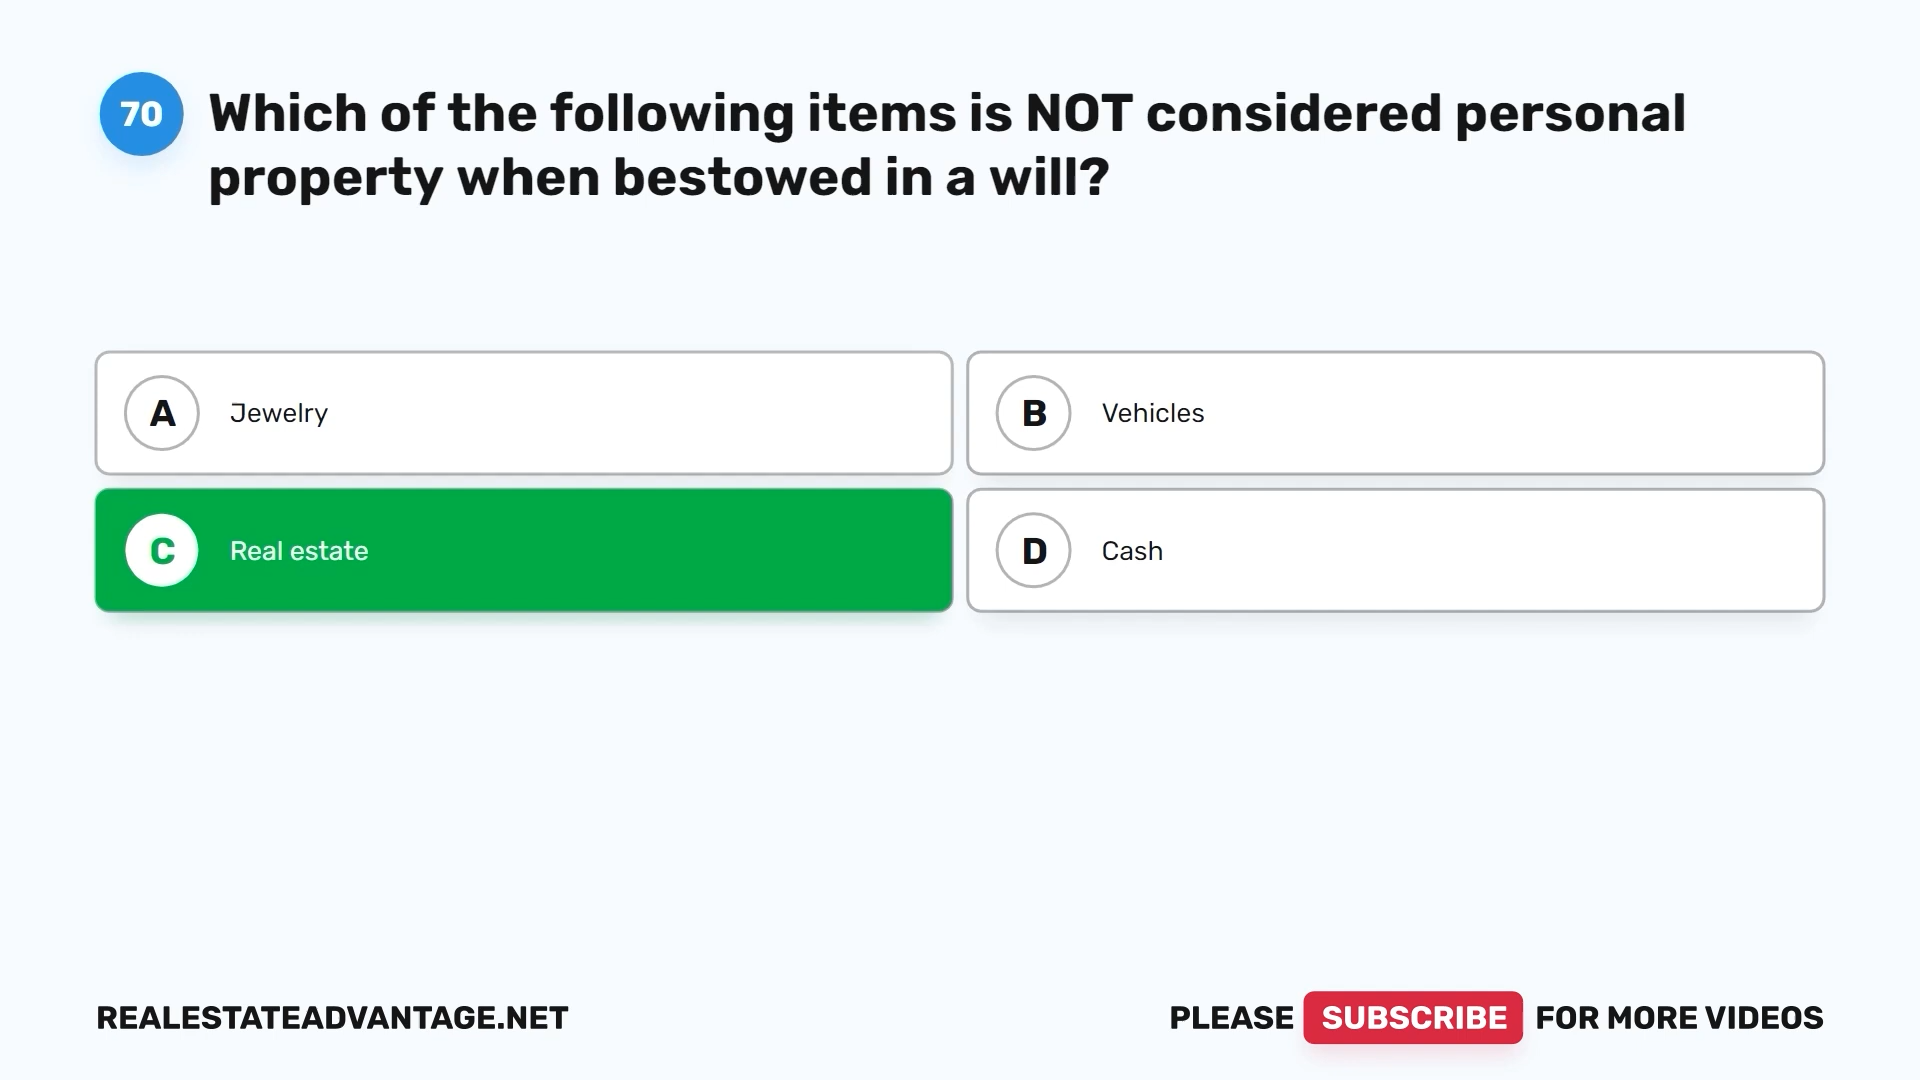 70
Which of the following items is NOT considered personal
property when bestowed in a will?
A Jewelry
B Vehicles
C Real estate
D Cash
REALESTATEADVANTAGE.NET
PLEASE SUBSCRIBE FOR MORE VIDEOS